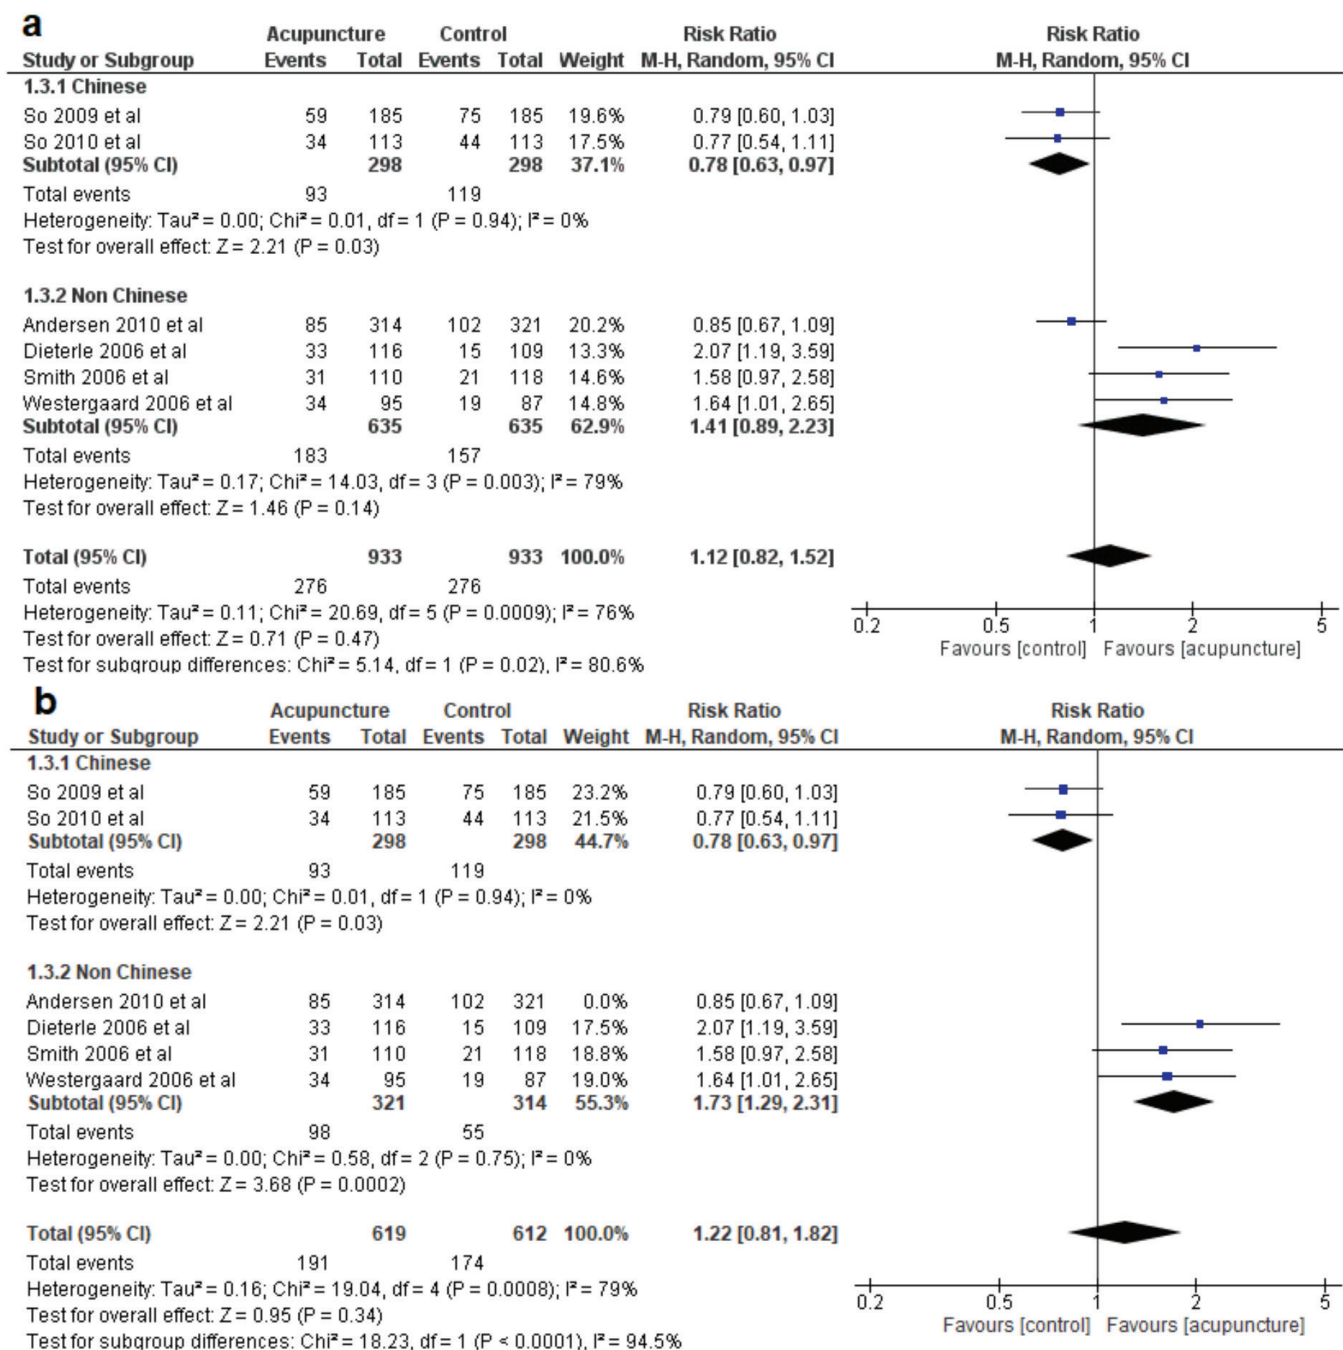 a
Acupuncture Control Risk Ratio Risk Ratio
Study or Subgroup Events Total Events Total Weight M-H, Random, 95% CI M-H, Random, 95% CI
1.3.1 Chinese
So 2009 et al 59 185 75 185 19.6% 0.79 [0.60, 1.03]
So 2010 et al 34 113 44 113 17.5% 0.77 [0.54, 1.11]
Subtotal (95% CI) 298 298 37.1% 0.78 [0.63, 0.97]
Total events 93 119
Heterogeneity: Tau² = 0.00; Chi² = 0.01, df = 1 (P = 0.94); I² = 0%
Test for overall effect: Z = 2.21 (P = 0.03)
1.3.2 Non Chinese
Andersen 2010 et al 85 314 102 321 20.2% 0.85 [0.67, 1.09]
Dieterle 2006 et al 33 116 15 109 13.3% 2.07 [1.19, 3.59]
Smith 2006 et al 31 110 21 118 14.6% 1.58 [0.97, 2.58]
Westergaard 2006 et al 34 95 19 87 14.8% 1.64 [1.01, 2.65]
Subtotal (95% CI) 635 635 62.9% 1.41 [0.89, 2.23]
Total events 183 157
Heterogeneity: Tau² = 0.17; Chi² = 14.03, df = 3 (P = 0.003); I² = 79%
Test for overall effect: Z = 1.46 (P = 0.14)
Total (95% CI) 933 933 100.0% 1.12 [0.82, 1.52]
Total events 276 276
Heterogeneity: Tau² = 0.11; Chi² = 20.69, df = 5 (P = 0.0009); I² = 76%
Test for overall effect: Z = 0.71 (P = 0.47)
Test for subgroup differences: Chi² = 5.14, df = 1 (P = 0.02), I² = 80.6%
0.2 0.5 1 2 5
Favours [control] Favours [acupuncture]
b
Acupuncture Control Risk Ratio Risk Ratio
Study or Subgroup Events Total Events Total Weight M-H, Random, 95% CI M-H, Random, 95% CI
1.3.1 Chinese
So 2009 et al 59 185 75 185 23.2% 0.79 [0.60, 1.03]
So 2010 et al 34 113 44 113 21.5% 0.77 [0.54, 1.11]
Subtotal (95% CI) 298 298 44.7% 0.78 [0.63, 0.97]
Total events 93 119
Heterogeneity: Tau² = 0.00; Chi² = 0.01, df = 1 (P = 0.94); I² = 0%
Test for overall effect: Z = 2.21 (P = 0.03)
1.3.2 Non Chinese
Andersen 2010 et al 85 314 102 321 0.0% 0.85 [0.67, 1.09]
Dieterle 2006 et al 33 116 15 109 17.5% 2.07 [1.19, 3.59]
Smith 2006 et al 31 110 21 118 18.8% 1.58 [0.97, 2.58]
Westergaard 2006 et al 34 95 19 87 19.0% 1.64 [1.01, 2.65]
Subtotal (95% CI) 321 314 55.3% 1.73 [1.29, 2.31]
Total events 98 55
Heterogeneity: Tau² = 0.00; Chi² = 0.58, df = 2 (P = 0.75); I² = 0%
Test for overall effect: Z = 3.68 (P = 0.0002)
Total (95% CI) 619 612 100.0% 1.22 [0.81, 1.82]
Total events 191 174
Heterogeneity: Tau² = 0.16; Chi² = 19.04, df = 4 (P = 0.0008); I² = 79%
Test for overall effect: Z = 0.95 (P = 0.34)
Test for subgroup differences: Chi² = 18.23, df = 1 (P < 0.0001), I² = 94.5%
0.2 0.5 1 2 5
Favours [control] Favours [acupuncture]